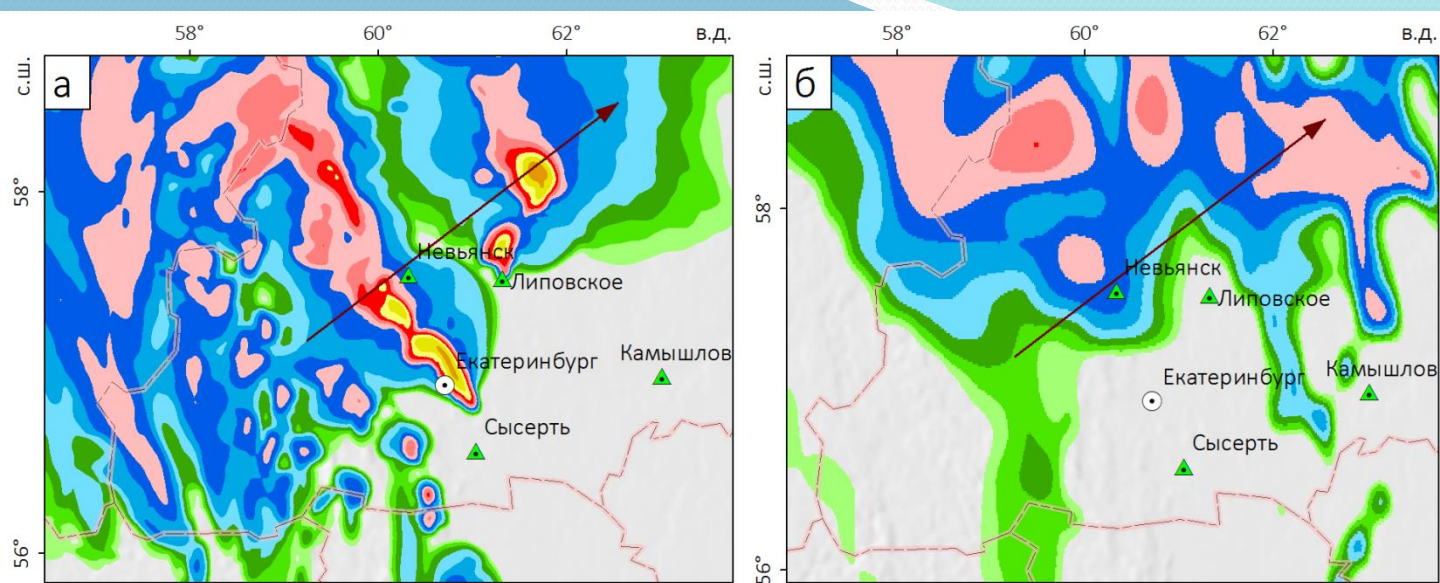 58° 60° 62° в.д.
с.ш.
а
58°
56°
Невьянск
Липовское
Екатеринбург
Камышлов
Сысерть
58° 60° 62° в.д.
с.ш.
б
58°
56°
Невьянск
Липовское
Екатеринбург
Камышлов
Сысерть